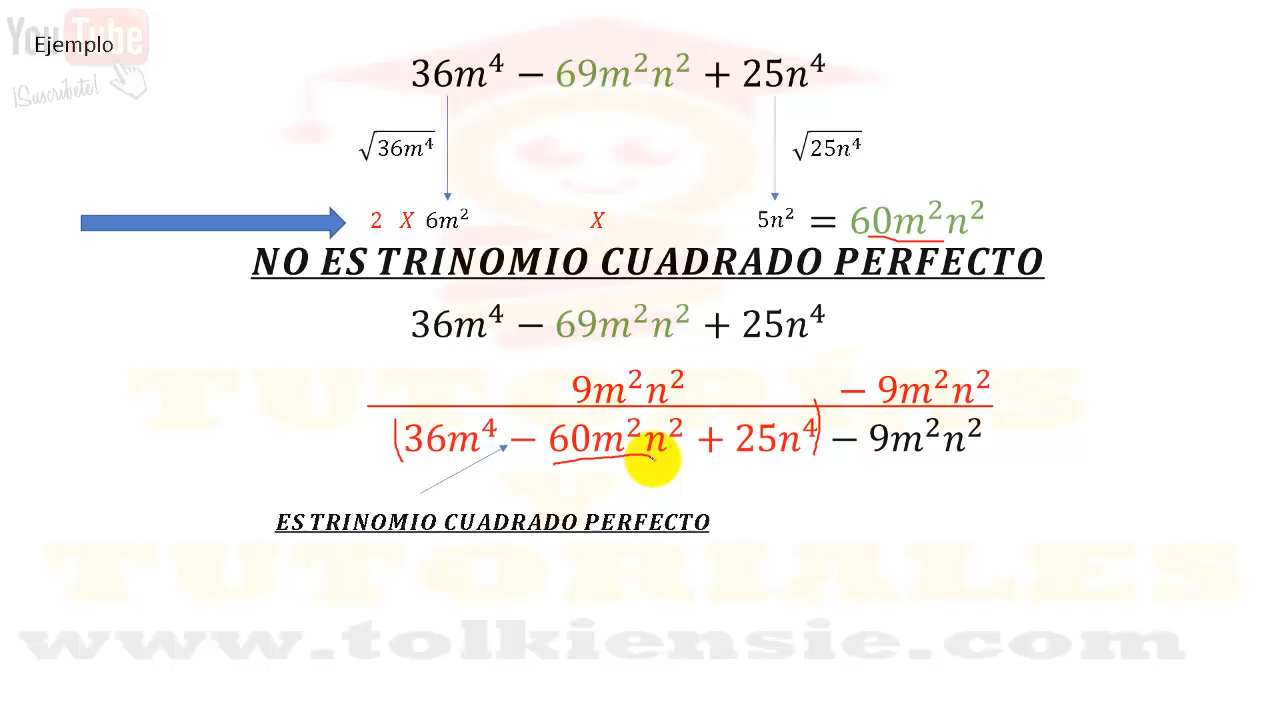 YouTube
Ejemplo
¡Suscríbete!
36m⁴ − 69m²n² + 25n⁴
√36m⁴ √25n⁴
2 X 6m² X 5n² = 60m²n²
NO ES TRINOMIO CUADRADO PERFECTO
36m⁴ − 69m²n² + 25n⁴
9m²n² − 9m²n²
(36m⁴ − 60m²n² + 25n⁴) − 9m²n²
ES TRINOMIO CUADRADO PERFECTO
TUTORÍAS
Y
TUTORIALES
www.tolkiensie.com